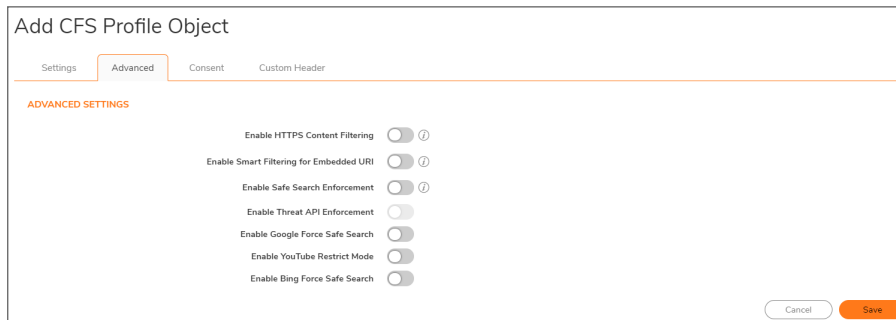 Add CFS Profile Object
Settings Advanced Consent Custom Header
ADVANCED SETTINGS
Enable HTTPS Content Filtering
Enable Smart Filtering for Embedded URI
Enable Safe Search Enforcement
Enable Threat API Enforcement
Enable Google Force Safe Search
Enable YouTube Restrict Mode
Enable Bing Force Safe Search
Cancel Save